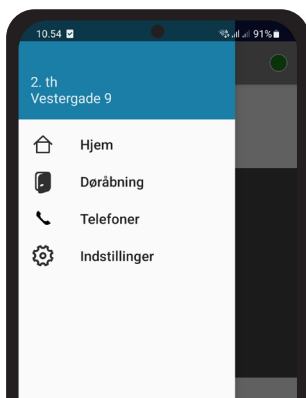 10.54 91%
2. th
Vestergade 9
Hjem
Døråbning
Telefoner
Indstillinger